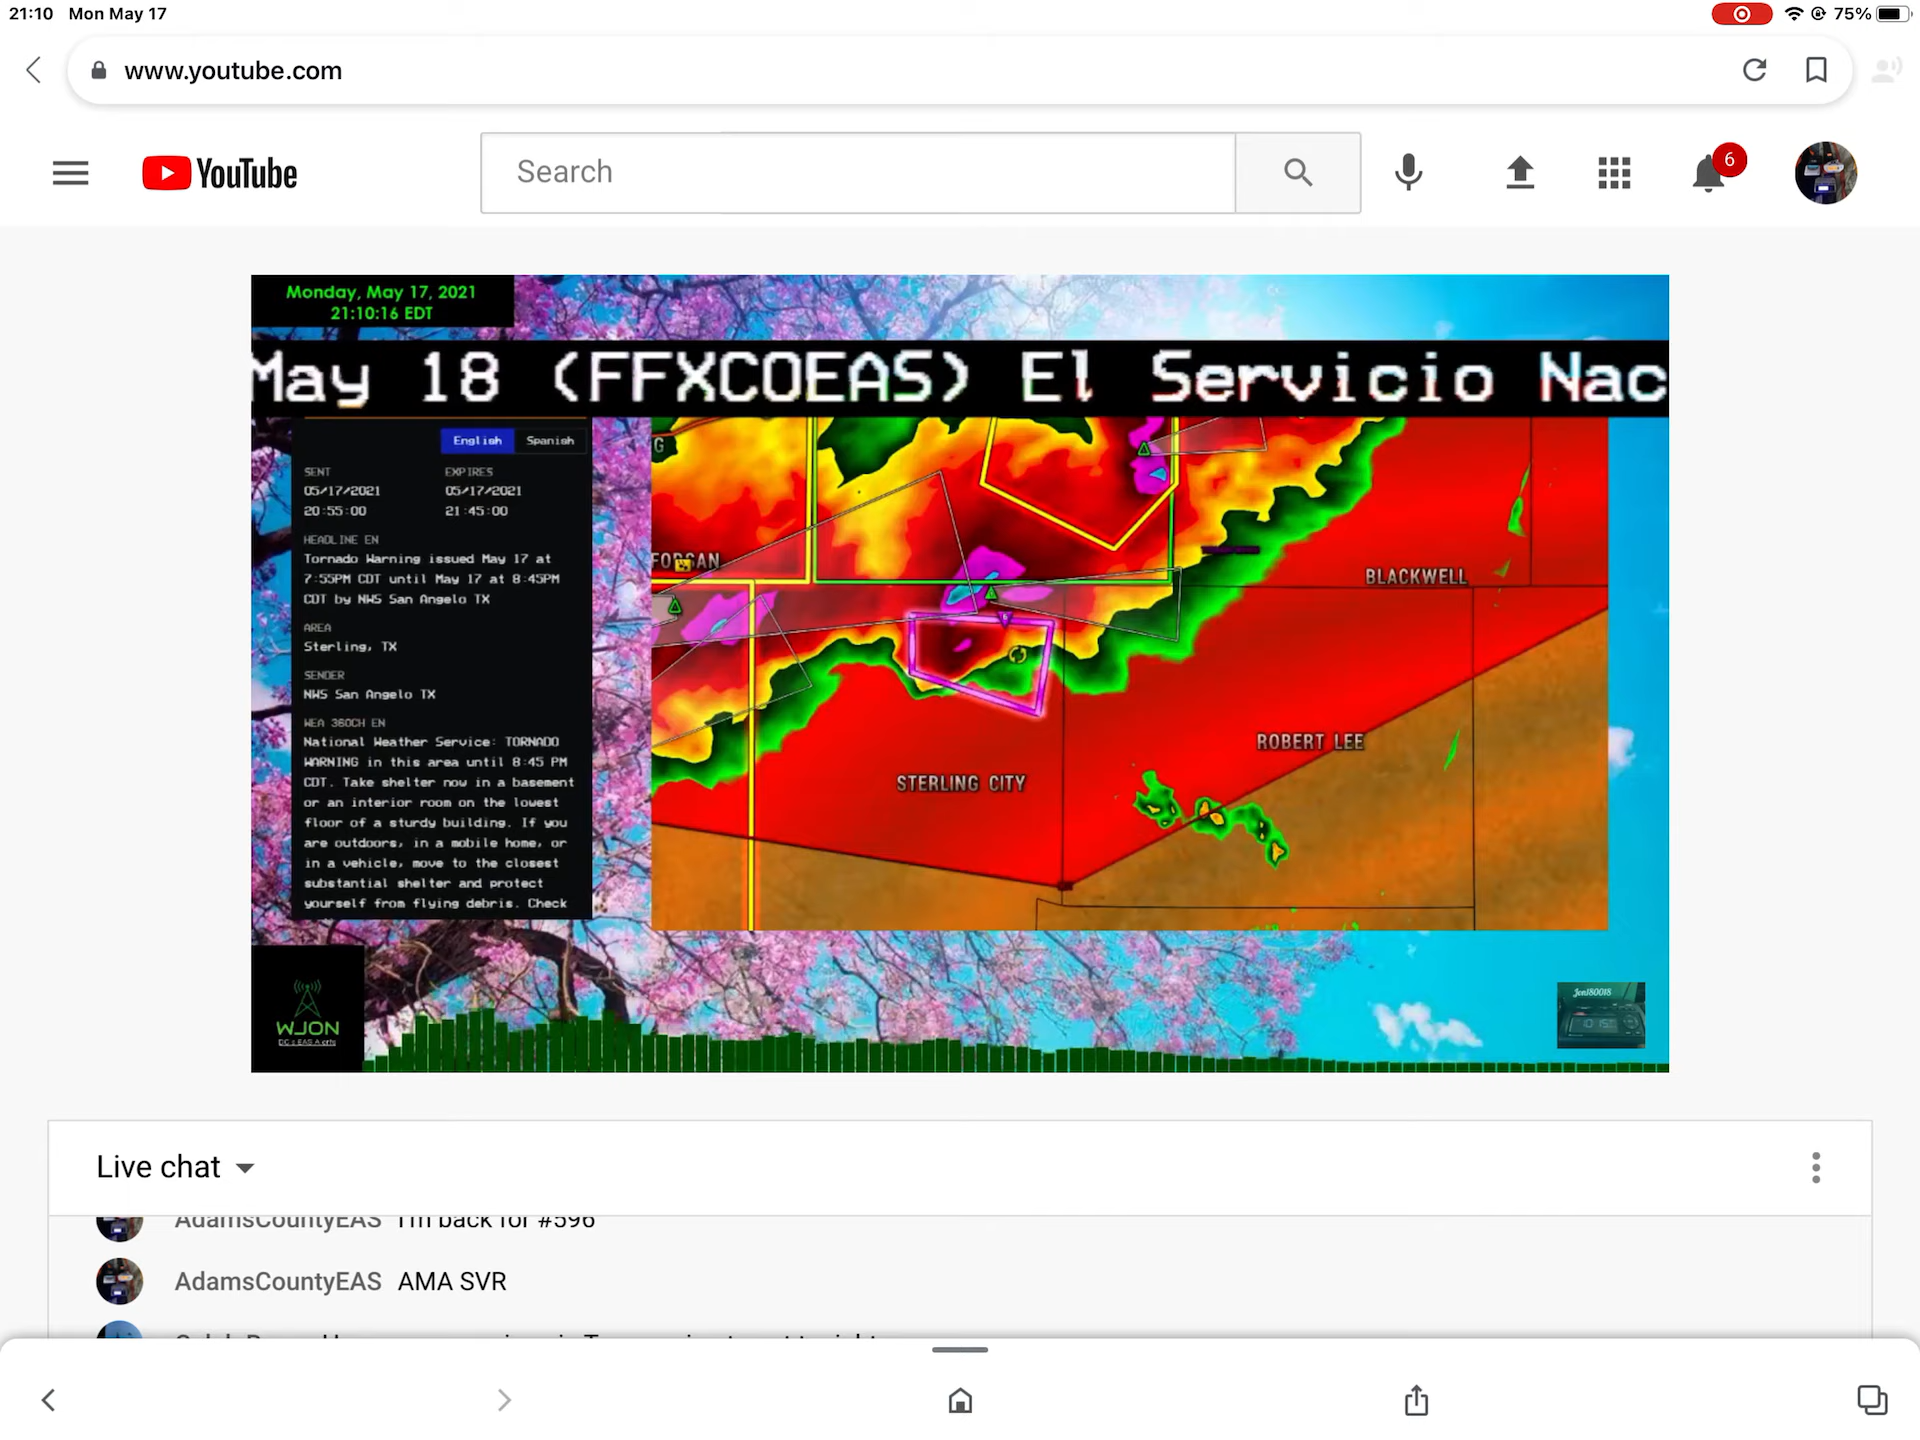 21:10 Mon May 17
75%
www.youtube.com
YouTube
Search
6
Monday, May 17, 2021
21:10:16 EDT
May 18 (FFXCOEAS) El Servicio Nac
English Spanish
SENT EXPIRES
05/17/2021 05/17/2021
20:55:00 21:45:00
HEADLINE EN
Tornado Warning issued May 17 at
7:55PM CDT until May 17 at 8:45PM
CDT by NWS San Angelo TX
AREA
Sterling, TX
SENDER
NWS San Angelo TX
WEA 360CH EN
National Weather Service: TORNADO
WARNING in this area until 8:45 PM
CDT. Take shelter now in a basement
or an interior room on the lowest
floor of a sturdy building. If you
are outdoors, in a mobile home, or
in a vehicle, move to the closest
substantial shelter and protect
yourself from flying debris. Check
G
FORSAN
BLACKWELL
ROBERT LEE
STERLING CITY
WJON
Jon180018
Live chat
AdamsCountyEAS I'm back for #596
AdamsCountyEAS AMA SVR